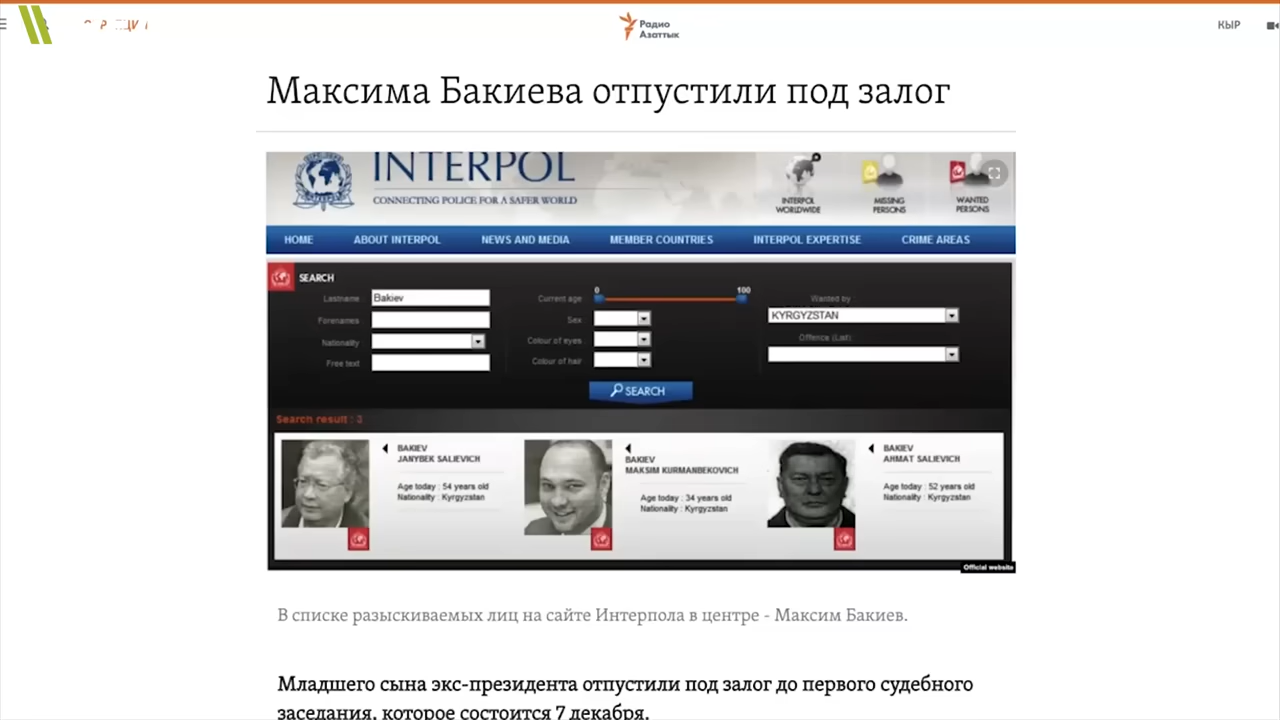 Радио
Азаттык
КЫР
Максима Бакиева отпустили под залог
INTERPOL
CONNECTING POLICE FOR A SAFER WORLD
INTERPOL
WORLDWIDE
MISSING
PERSONS
WANTED
PERSONS
HOME ABOUT INTERPOL NEWS AND MEDIA MEMBER COUNTRIES INTERPOL EXPERTISE CRIME AREAS
SEARCH
Lastname Bakiev
Forenames
Nationality
Free text
Current age 0 100
Sex
Colour of eyes
Colour of hair
Wanted by
KYRGYZSTAN
Offence (List)
SEARCH
Search result : 3
BAKIEV
JANYBEK SALIEVICH
Age today : 54 years old
Nationality : Kyrgyzstan
BAKIEV
MAKSIM KURMANBEKOVICH
Age today : 34 years old
Nationality : Kyrgyzstan
BAKIEV
AHMAT SALIEVICH
Age today : 52 years old
Nationality : Kyrgyzstan
Official website
В списке разыскиваемых лиц на сайте Интерпола в центре - Максим Бакиев.
Младшего сына экс-президента отпустили под залог до первого судебного
заседания, которое состоится 7 декабря.